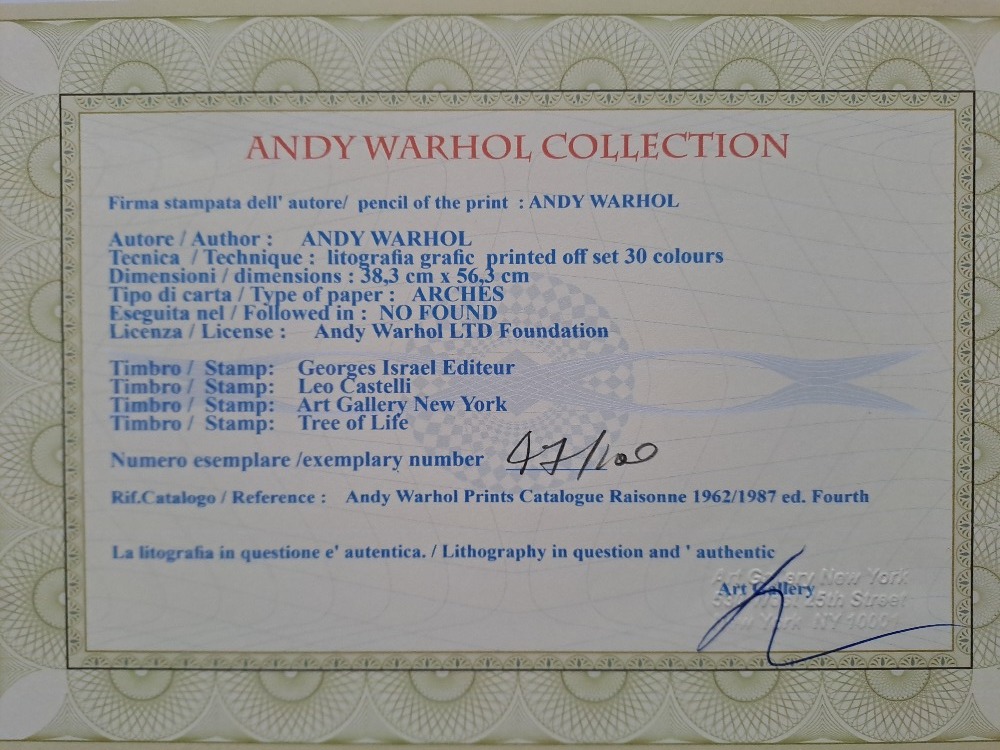 ANDY WARHOL COLLECTION
Firma stampata dell' autore/ pencil of the print : ANDY WARHOL
Autore / Author : ANDY WARHOL
Tecnica / Technique : litografia grafic printed off set 30 colours
Dimensioni / dimensions : 38,3 cm x 56,3 cm
Tipo di carta / Type of paper : ARCHES
Eseguita nel / Followed in : NO FOUND
Licenza / License : Andy Warhol LTD Foundation
Timbro / Stamp: Georges Israel Editeur
Timbro / Stamp: Leo Castelli
Timbro / Stamp: Art Gallery New York
Timbro / Stamp: Tree of Life
Numero esemplare /exemplary number 47/100
Rif.Catalogo / Reference : Andy Warhol Prints Catalogue Raisonne 1962/1987 ed. Fourth
La litografia in questione e' autentica. / Lithography in question and ' authentic
Art Gallery New York
Art Gallery
West 25th Street
New York NY 10001